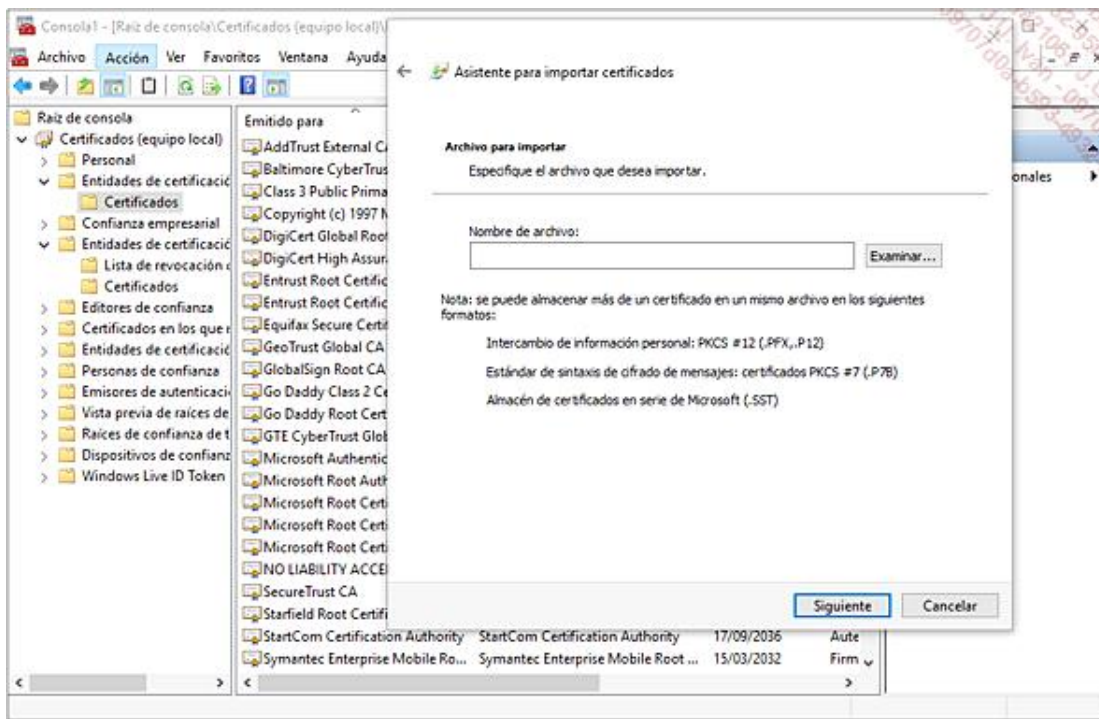 Consola1 - [Raíz de consola\Certificados (equipo local)\
Archivo Acción Ver Favoritos Ventana Ayuda
Raíz de consola
Certificados (equipo local)
Personal
Entidades de certificació
Certificados
Confianza empresarial
Entidades de certificació
Lista de revocación
Certificados
Editores de confianza
Certificados en los que
Entidades de certificació
Personas de confianza
Emisores de autenticaci
Vista previa de raíces de
Raíces de confianza de t
Dispositivos de confianz
Windows Live ID Token
Emitido para
AddTrust External CA
Baltimore CyberTrus
Class 3 Public Prima
Copyright (c) 1997
DigiCert Global Root
DigiCert High Assur
Entrust Root Certific
Entrust Root Certific
Equifax Secure Certi
GeoTrust Global CA
GlobalSign Root CA
Go Daddy Class 2 Ce
Go Daddy Root Cert
GTE CyberTrust Glob
Microsoft Authentic
Microsoft Root Auth
Microsoft Root Certi
Microsoft Root Certi
Microsoft Root Certi
NO LIABILITY ACCE
SecureTrust CA
Starfield Root Certifi
StartCom Certification Authority StartCom Certification Authority 17/09/2036 Aute
Symantec Enterprise Mobile Ro... Symantec Enterprise Mobile Root ... 15/03/2032 Firm
Asistente para importar certificados
Archivo para importar
Especifique el archivo que desea importar.
Nombre de archivo:
Examinar...
Nota: se puede almacenar más de un certificado en un mismo archivo en los siguientes
formatos:
Intercambio de información personal: PKCS #12 (.PFX,.P12)
Estándar de sintaxis de cifrado de mensajes: certificados PKCS #7 (.P7B)
Almacén de certificados en serie de Microsoft (.SST)
Siguiente Cancelar
onales